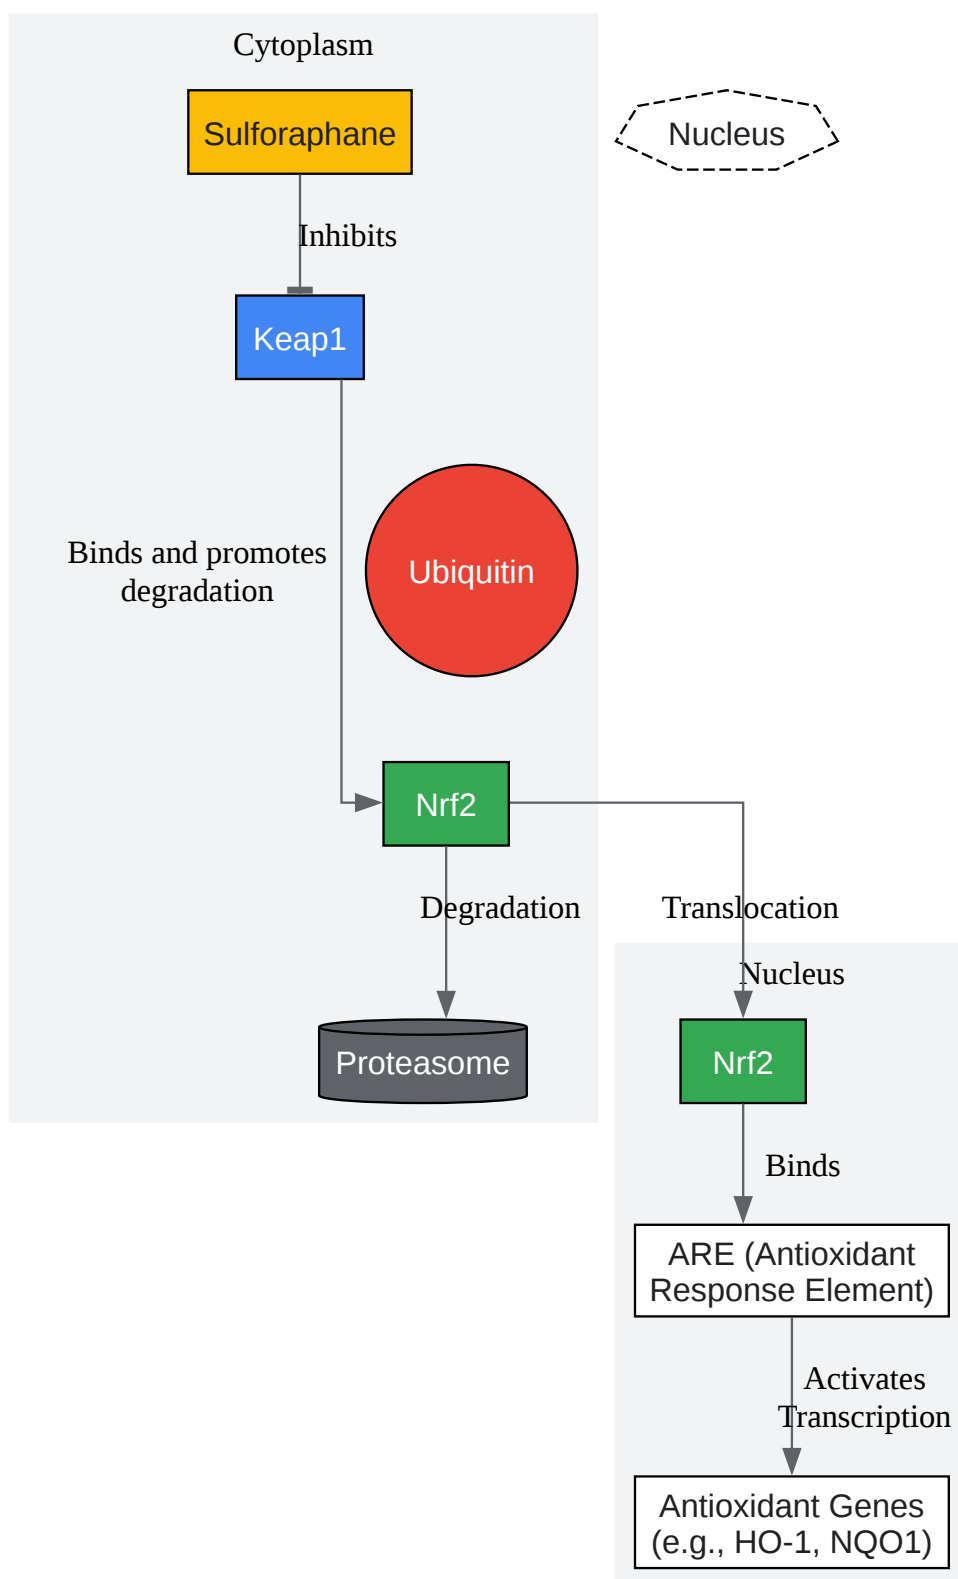 Cytoplasm
Sulforaphane
Nucleus
Inhibits
Keap1
Binds and promotes
degradation
Ubiquitin
Nrf2
Degradation
Translocation
Nucleus
Proteasome
Nrf2
Binds
ARE (Antioxidant
Response Element)
Activates
Transcription
Antioxidant Genes
(e.g., HO-1, NQO1)